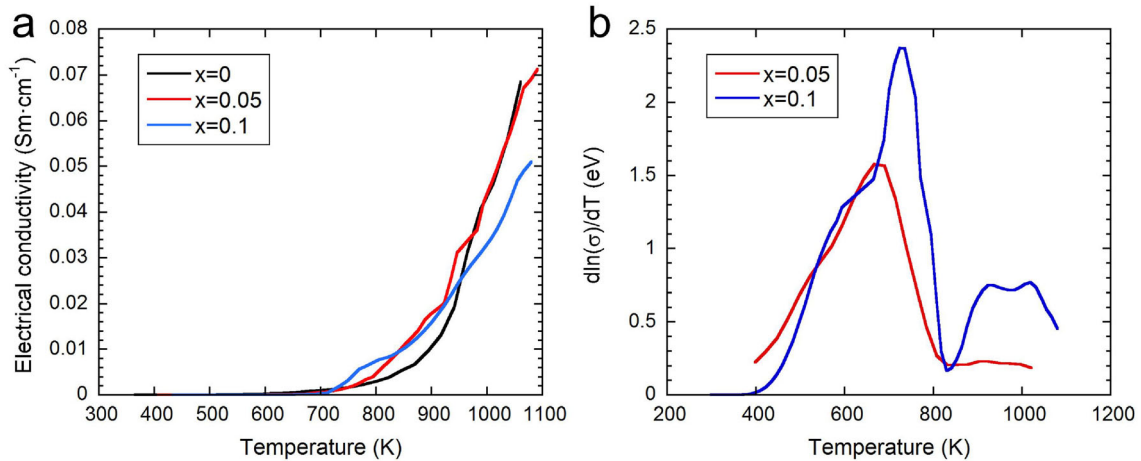 a
0.08
0.07
0.06
0.05
0.04
0.03
0.02
0.01
0
Electrical conductivity (Sm·cm⁻¹)
x=0
x=0.05
x=0.1
300 400 500 600 700 800 900 1000 1100
Temperature (K)
b
2.5
2
1.5
1
0.5
0
dln(σ)/dT (eV)
x=0.05
x=0.1
200 400 600 800 1000 1200
Temperature (K)